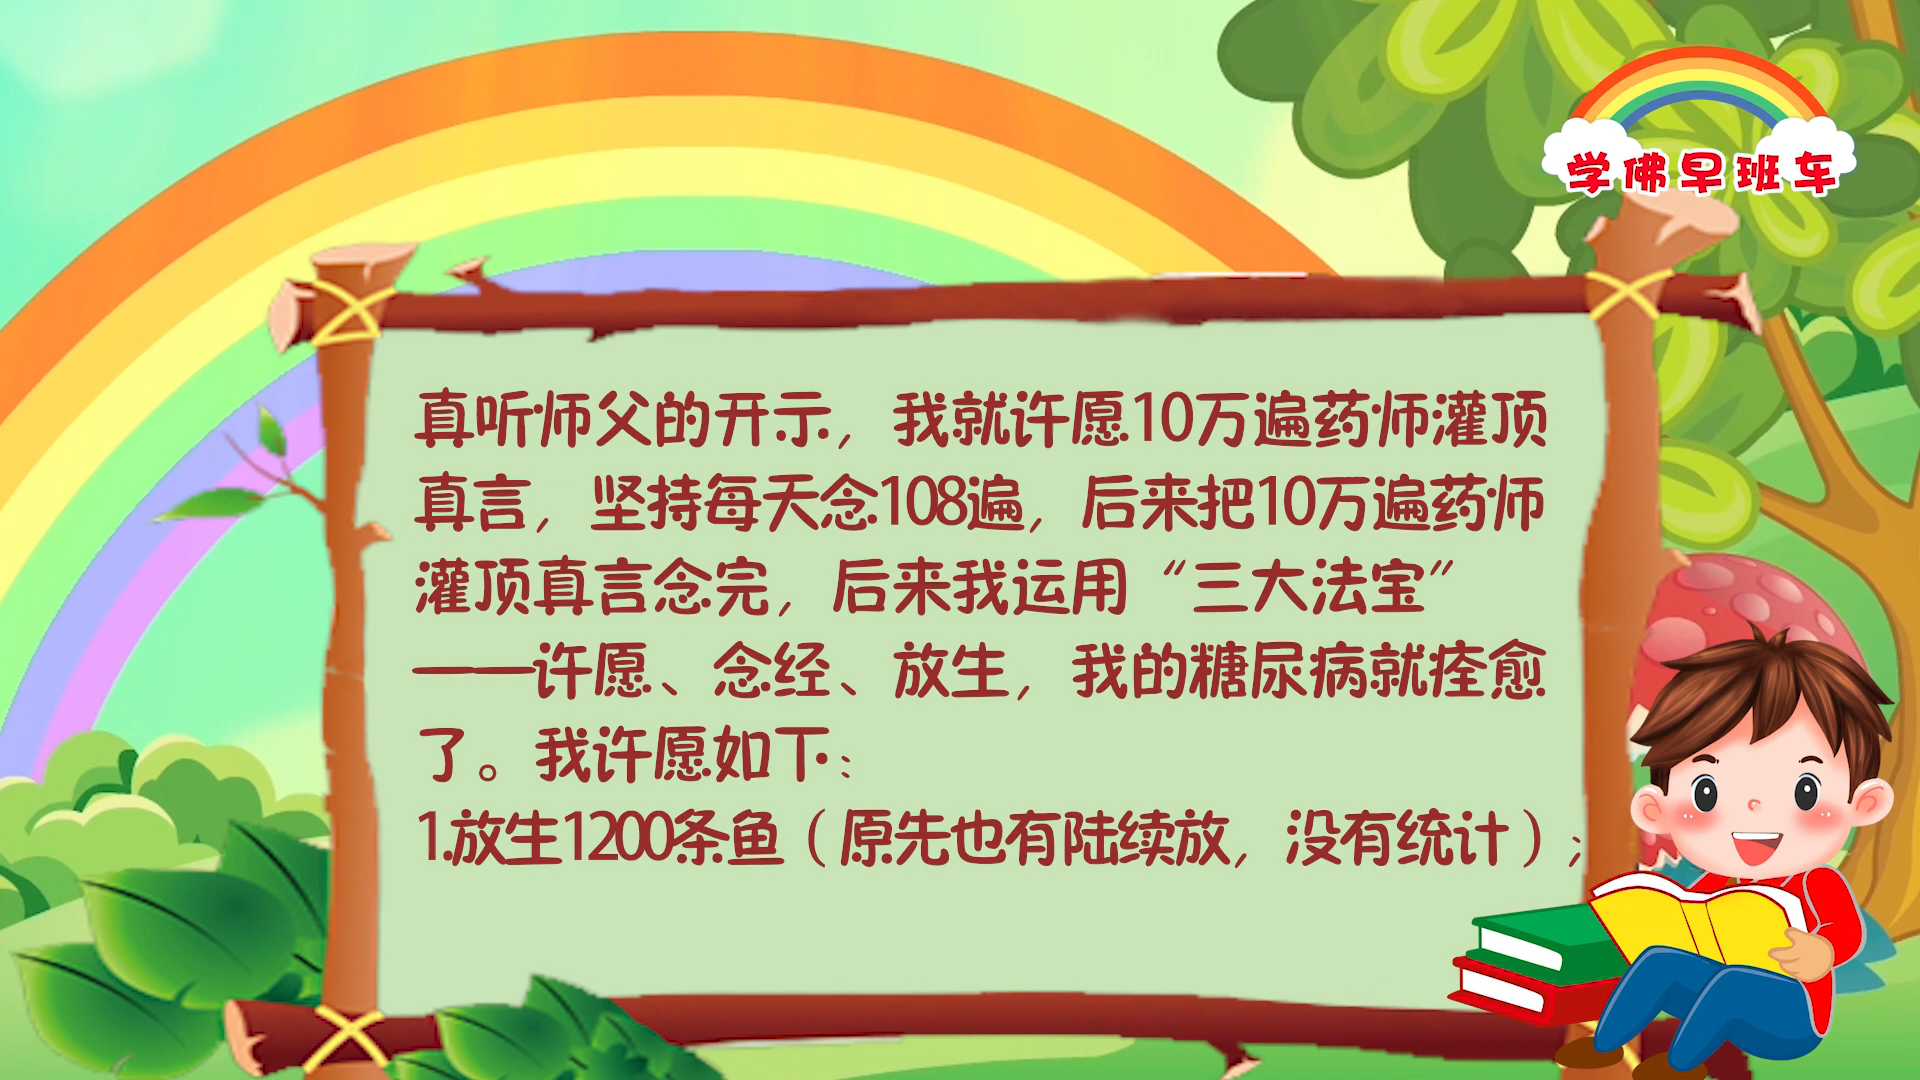 学佛早班车
真听师父的开示，我就许愿10万遍药师灌顶
真言，坚持每天念108遍，后来把10万遍药师
灌顶真言念完，后来我运用“三大法宝”
——许愿、念经、放生，我的糖尿病就痊愈
了。我许愿如下：
1.放生1200条鱼（原先也有陆续放，没有统计）；